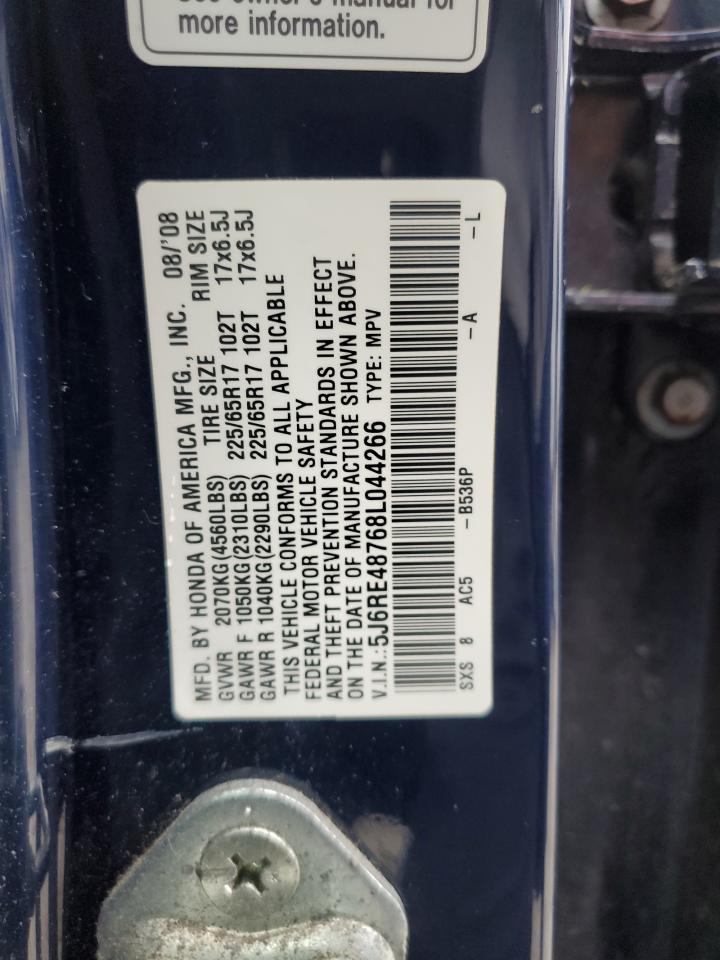 more information.
MFD. BY HONDA OF AMERICA MFG., INC. 08/'08
GVWR 2070KG(4560LBS) TIRE SIZE RIM SIZE
GAWR F 1050KG(2310LBS) 225/65R17 102T 17x6.5J
GAWR R 1040KG(2290LBS) 225/65R17 102T 17x6.5J
THIS VEHICLE CONFORMS TO ALL APPLICABLE
FEDERAL MOTOR VEHICLE SAFETY
AND THEFT PREVENTION STANDARDS IN EFFECT
ON THE DATE OF MANUFACTURE SHOWN ABOVE.
V.I.N.: 5J6RE48768L044266 TYPE: MPV
SXS 8 AC5 -B536P -A -L